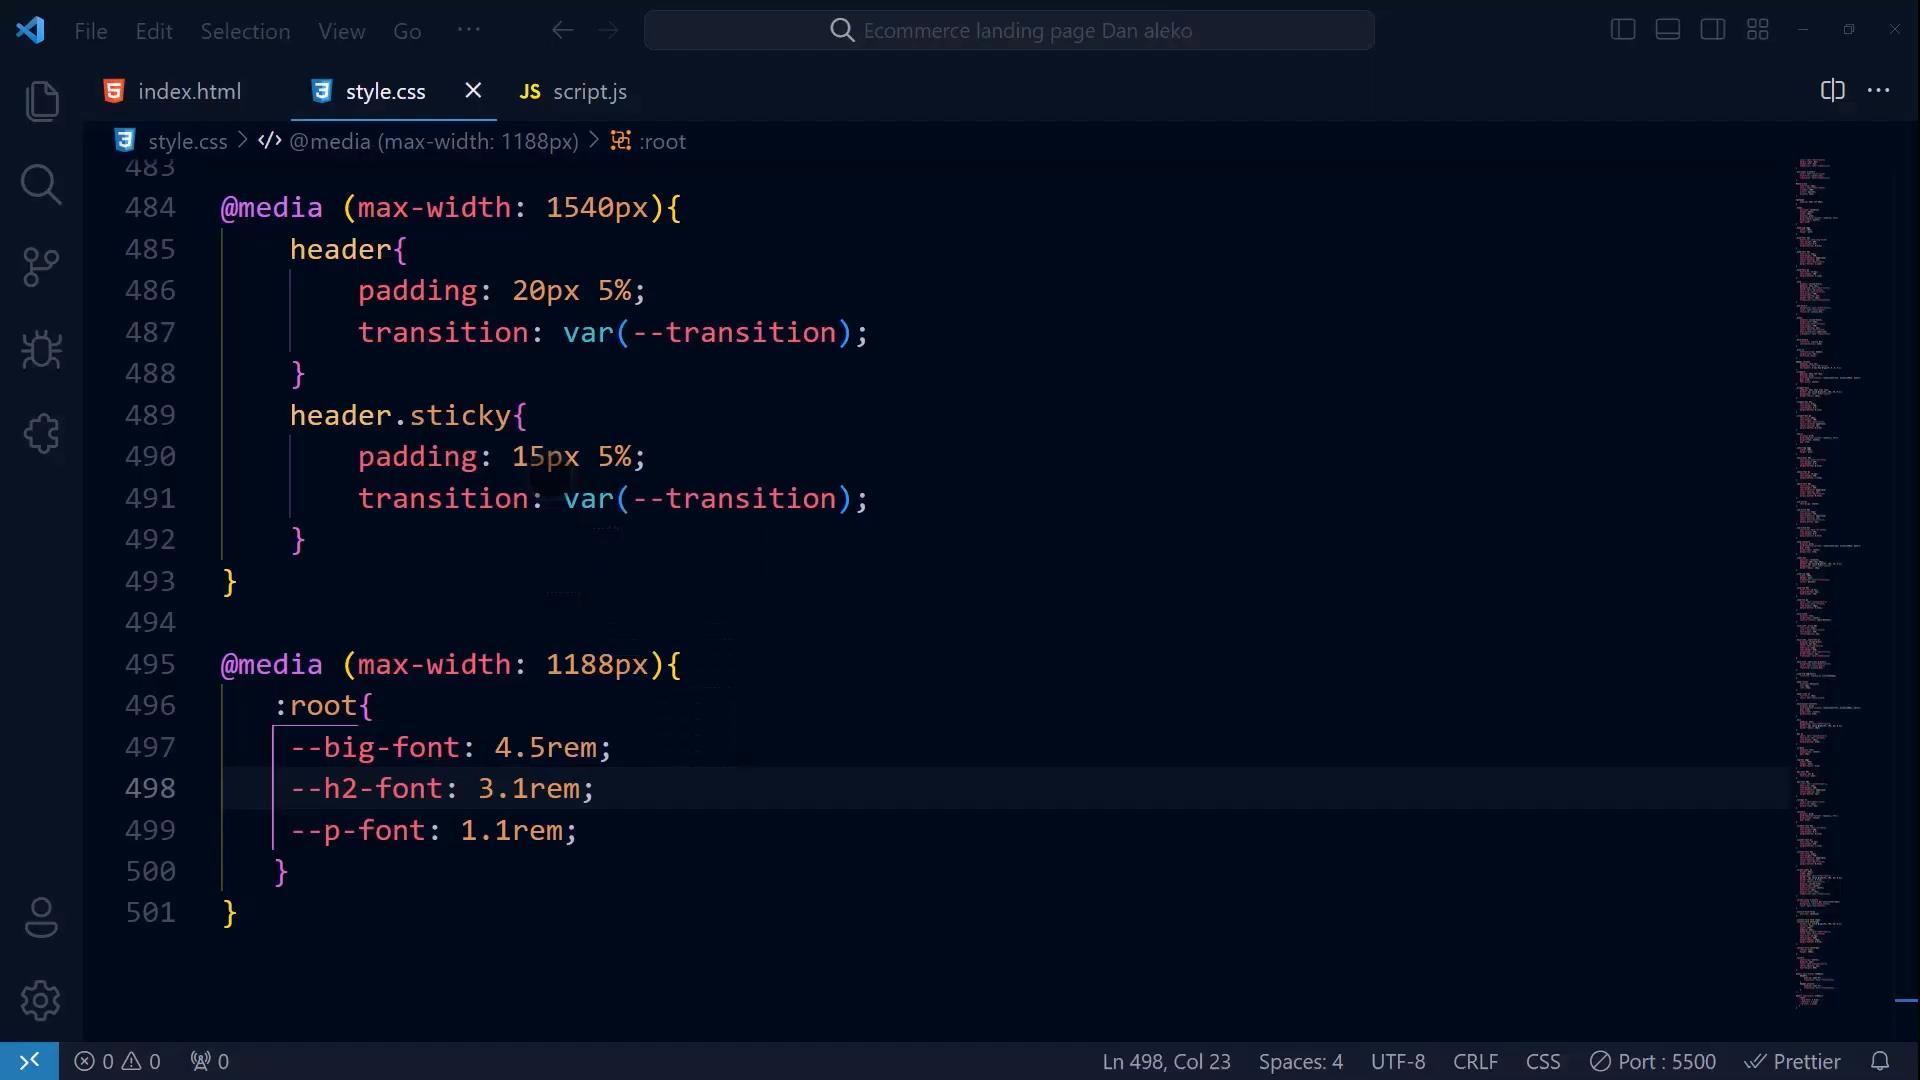 File Edit Selection View Go ··· Ecommerce landing page Dan aleko
index.html style.css JS script.js
style.css > @media (max-width: 1188px) > :root
483
484 @media (max-width: 1540px){
485 header{
486 padding: 20px 5%;
487 transition: var(--transition);
488 }
489 header.sticky{
490 padding: 15px 5%;
491 transition: var(--transition);
492 }
493 }
494
495 @media (max-width: 1188px){
496 :root{
497 --big-font: 4.5rem;
498 --h2-font: 3.1rem;
499 --p-font: 1.1rem;
500 }
501 }
0 0 0 Ln 498, Col 23 Spaces: 4 UTF-8 CRLF CSS Port : 5500 Prettier